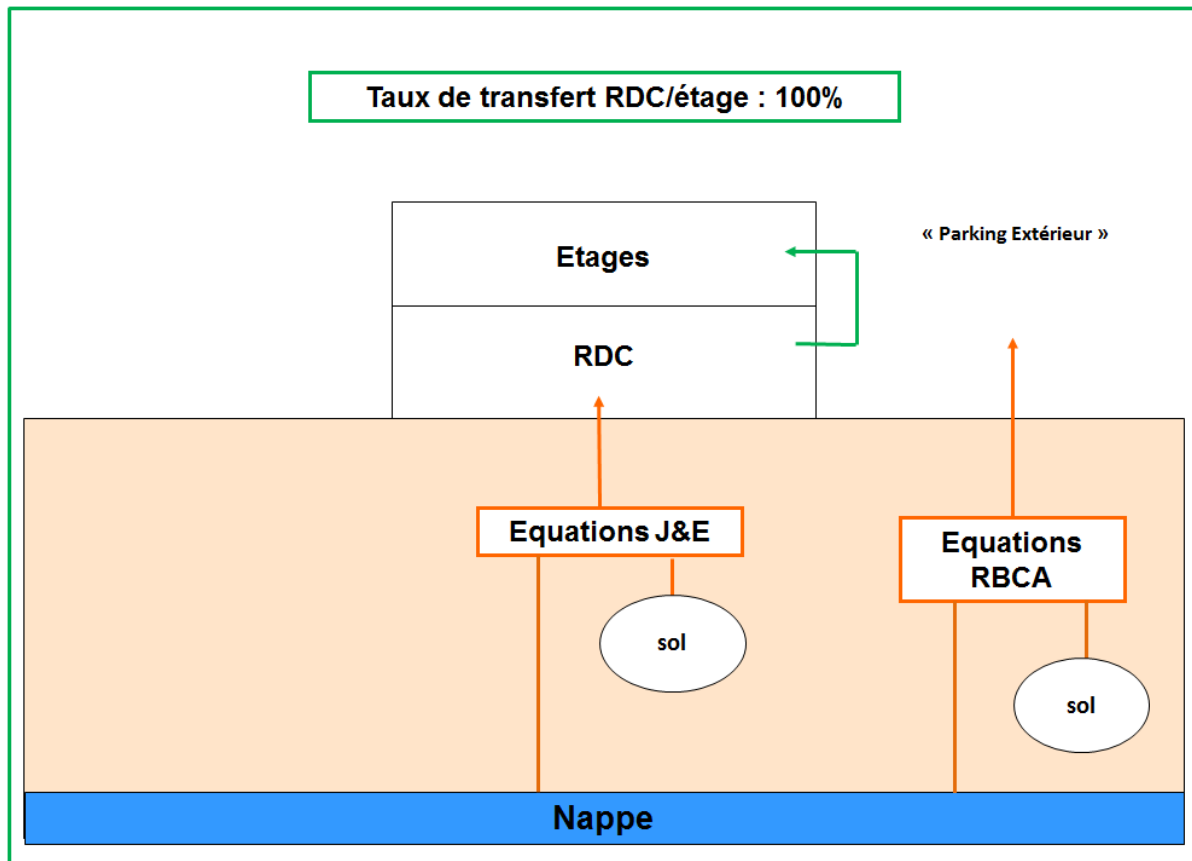 Taux de transfert RDC/étage : 100%
« Parking Extérieur »
Etages
RDC
Equations J&E
Equations
RBCA
sol
sol
Nappe